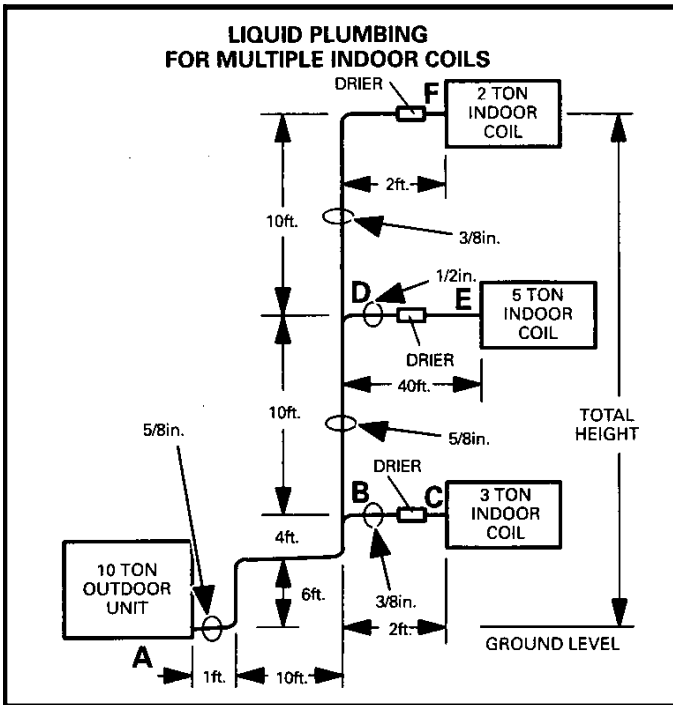 LIQUID PLUMBING
FOR MULTIPLE INDOOR COILS
DRIER
F
2 TON
INDOOR
COIL
2ft.
10ft.
3/8in.
1/2in.
D
E
5 TON
INDOOR
COIL
DRIER
40ft.
10ft.
TOTAL
HEIGHT
5/8in.
5/8in.
DRIER
B
C
3 TON
INDOOR
COIL
4ft.
10 TON
OUTDOOR
UNIT
6ft.
3/8in.
2ft.
GROUND LEVEL
A
1ft.
10ft.